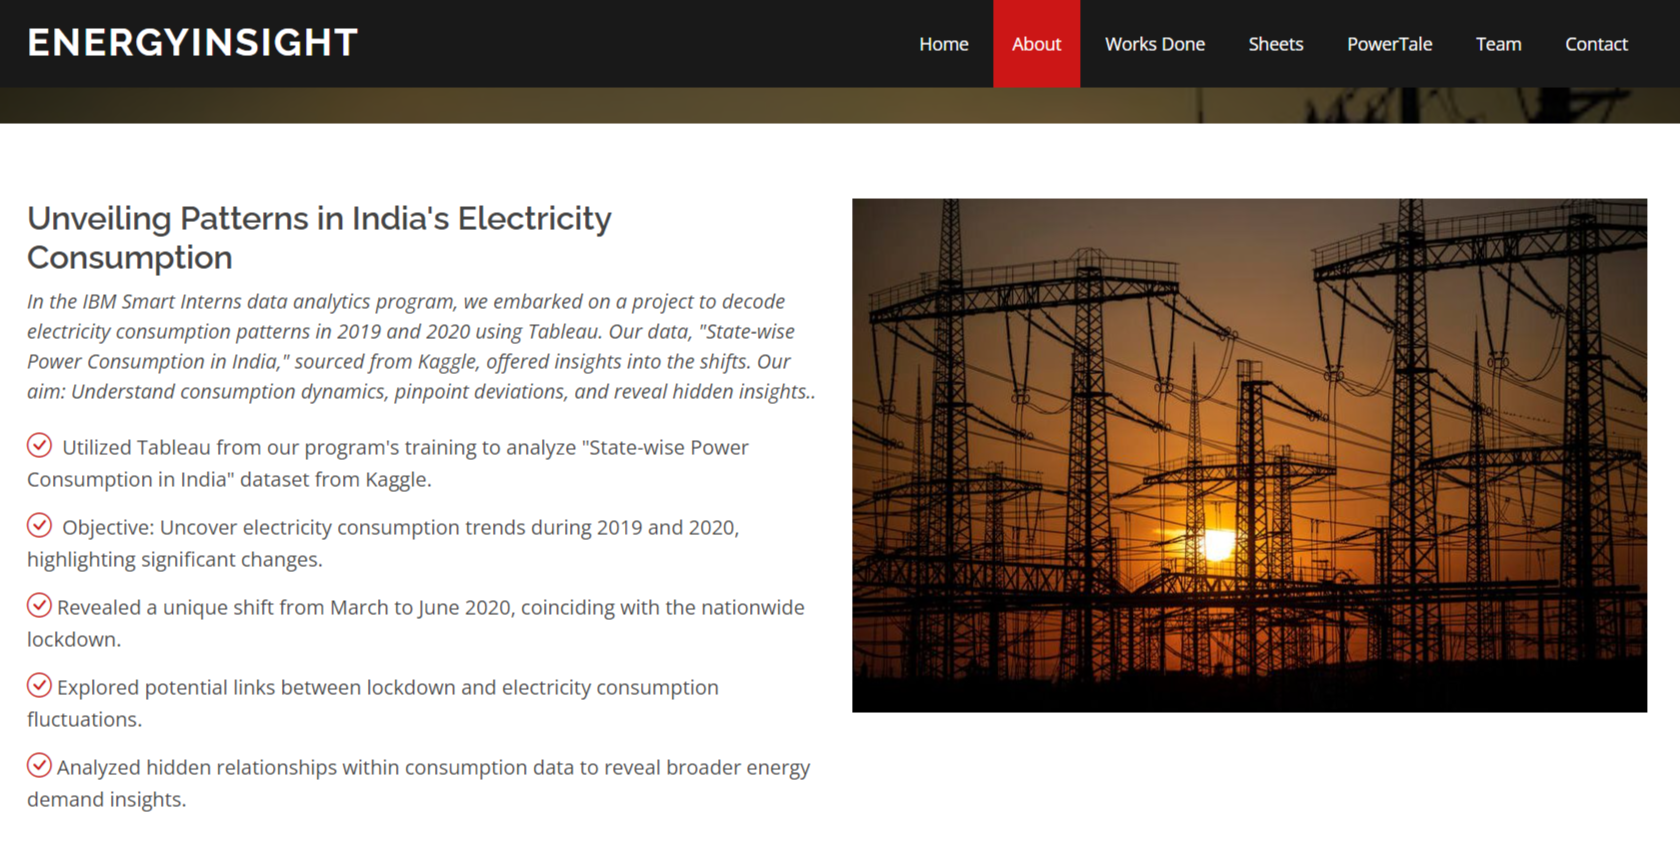 ENERGYINSIGHT
Home About Works Done Sheets PowerTale Team Contact
Unveiling Patterns in India's Electricity
Consumption
In the IBM Smart Interns data analytics program, we embarked on a project to decode
electricity consumption patterns in 2019 and 2020 using Tableau. Our data, "State-wise
Power Consumption in India," sourced from Kaggle, offered insights into the shifts. Our
aim: Understand consumption dynamics, pinpoint deviations, and reveal hidden insights..
Utilized Tableau from our program's training to analyze "State-wise Power
Consumption in India" dataset from Kaggle.
Objective: Uncover electricity consumption trends during 2019 and 2020,
highlighting significant changes.
Revealed a unique shift from March to June 2020, coinciding with the nationwide
lockdown.
Explored potential links between lockdown and electricity consumption
fluctuations.
Analyzed hidden relationships within consumption data to reveal broader energy
demand insights.